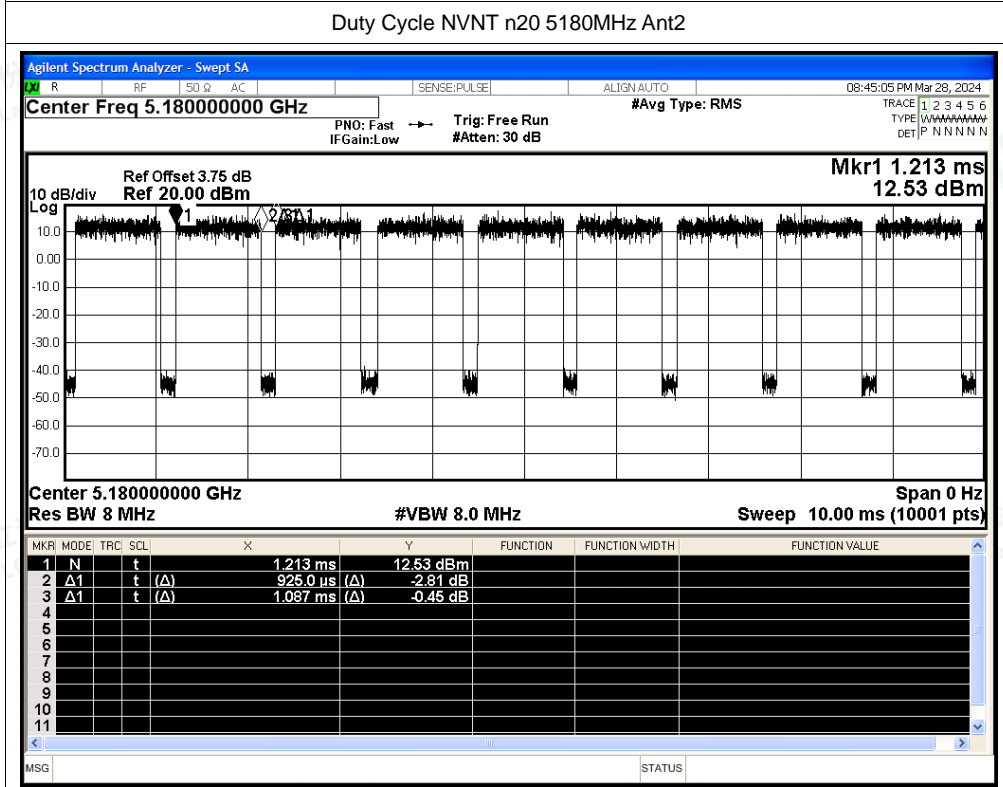 Duty Cycle NVNT n20 5180MHz Ant2
Agilent Spectrum Analyzer - Swept SA
LXI R RF 50 Ω AC SENSE:PULSE ALIGN AUTO 08:45:05 PM Mar 28, 2024
Center Freq 5.180000000 GHz #Avg Type: RMS TRACE 1 2 3 4 5 6
PNO: Fast Trig: Free Run TYPE W
IFGain:Low #Atten: 30 dB DET P N N N N N
Mkr1 1.213 ms
Ref Offset 3.75 dB
10 dB/div Ref 20.00 dBm 12.53 dBm
Log
1 2Δ1 3Δ1
10.0
0.00
-10.0
-20.0
-30.0
-40.0
-50.0
-60.0
-70.0
Center 5.180000000 GHz Span 0 Hz
Res BW 8 MHz #VBW 8.0 MHz Sweep 10.00 ms (10001 pts)
MKR MODE TRC SCL X Y FUNCTION FUNCTION WIDTH FUNCTION VALUE
1 N t 1.213 ms 12.53 dBm
2 Δ1 t (Δ) 925.0 µs (Δ) -2.81 dB
3 Δ1 t (Δ) 1.087 ms (Δ) -0.45 dB
4
5
6
7
8
9
10
11
MSG STATUS